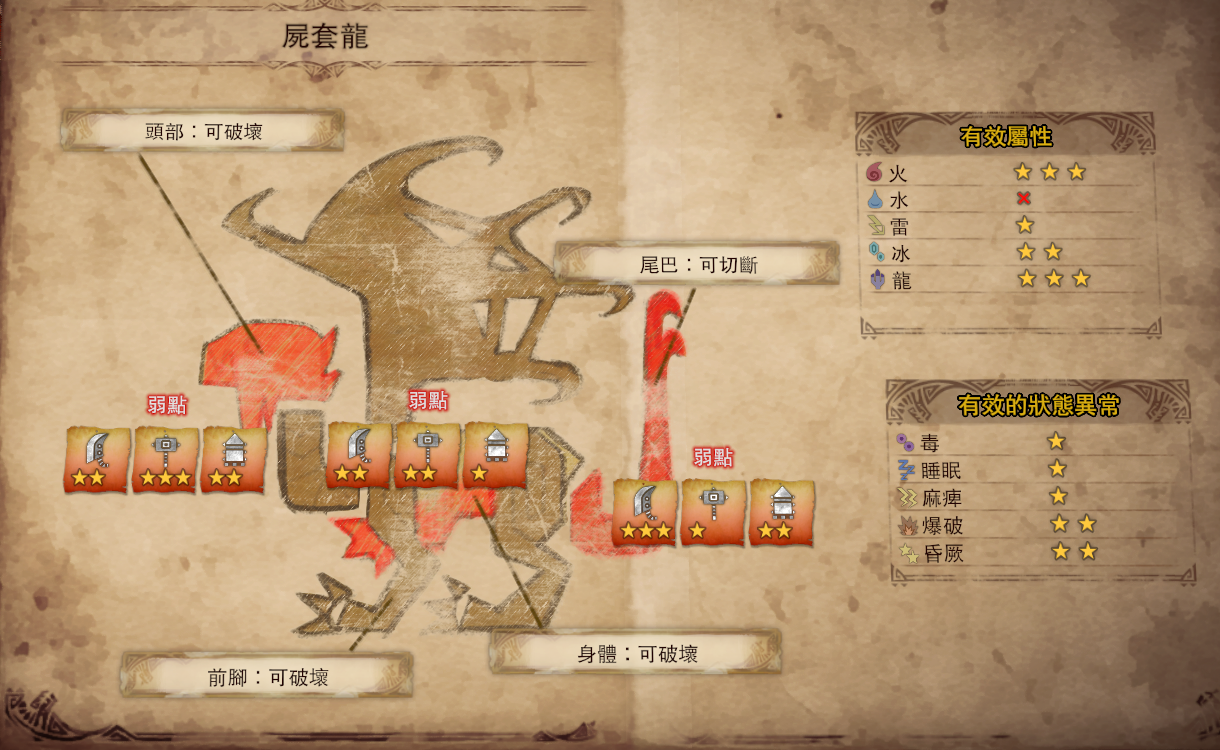 屍套龍
頭部：可破壞
尾巴：可切斷
弱點
弱點
弱點
前腳：可破壞
身體：可破壞
有效屬性
火
水
雷
冰
龍
有效的狀態異常
毒
睡眠
麻痺
爆破
昏厥